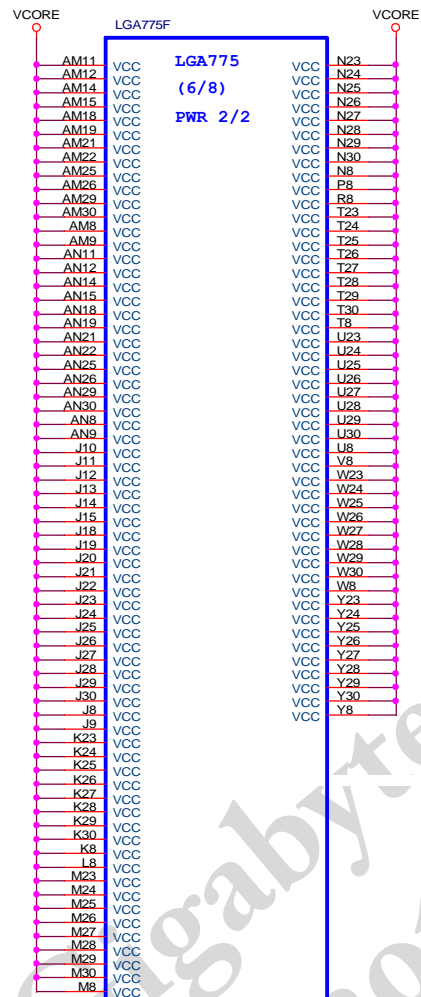 VCORE VCORE
LGA775F
LGA775
(6/8)
PWR 2/2
AM11 VCC VCC N23
AM12 VCC VCC N24
AM14 VCC VCC N25
AM15 VCC VCC N26
AM18 VCC VCC N27
AM19 VCC VCC N28
AM21 VCC VCC N29
AM22 VCC VCC N30
AM25 VCC VCC N8
AM26 VCC VCC P8
AM29 VCC VCC R8
AM30 VCC VCC T23
AM8 VCC VCC T24
AM9 VCC VCC T25
AN11 VCC VCC T26
AN12 VCC VCC T27
AN14 VCC VCC T28
AN15 VCC VCC T29
AN18 VCC VCC T30
AN19 VCC VCC T8
AN21 VCC VCC U23
AN22 VCC VCC U24
AN25 VCC VCC U25
AN26 VCC VCC U26
AN29 VCC VCC U27
AN30 VCC VCC U28
AN8 VCC VCC U29
AN9 VCC VCC U30
J10 VCC VCC U8
J11 VCC VCC V8
J12 VCC VCC W23
J13 VCC VCC W24
J14 VCC VCC W25
J15 VCC VCC W26
J18 VCC VCC W27
J19 VCC VCC W28
J20 VCC VCC W29
J21 VCC VCC W30
J22 VCC VCC W8
J23 VCC VCC Y23
J24 VCC VCC Y24
J25 VCC VCC Y25
J26 VCC VCC Y26
J27 VCC VCC Y27
J28 VCC VCC Y28
J29 VCC VCC Y29
J30 VCC VCC Y30
J8 VCC VCC Y8
J9 VCC
K23 VCC
K24 VCC
K25 VCC
K26 VCC
K27 VCC
K28 VCC
K29 VCC
K30 VCC
K8 VCC
L8 VCC
M23 VCC
M24 VCC
M25 VCC
M26 VCC
M27 VCC
M28 VCC
M29 VCC
M30 VCC
M8 VCC
Gigabyte